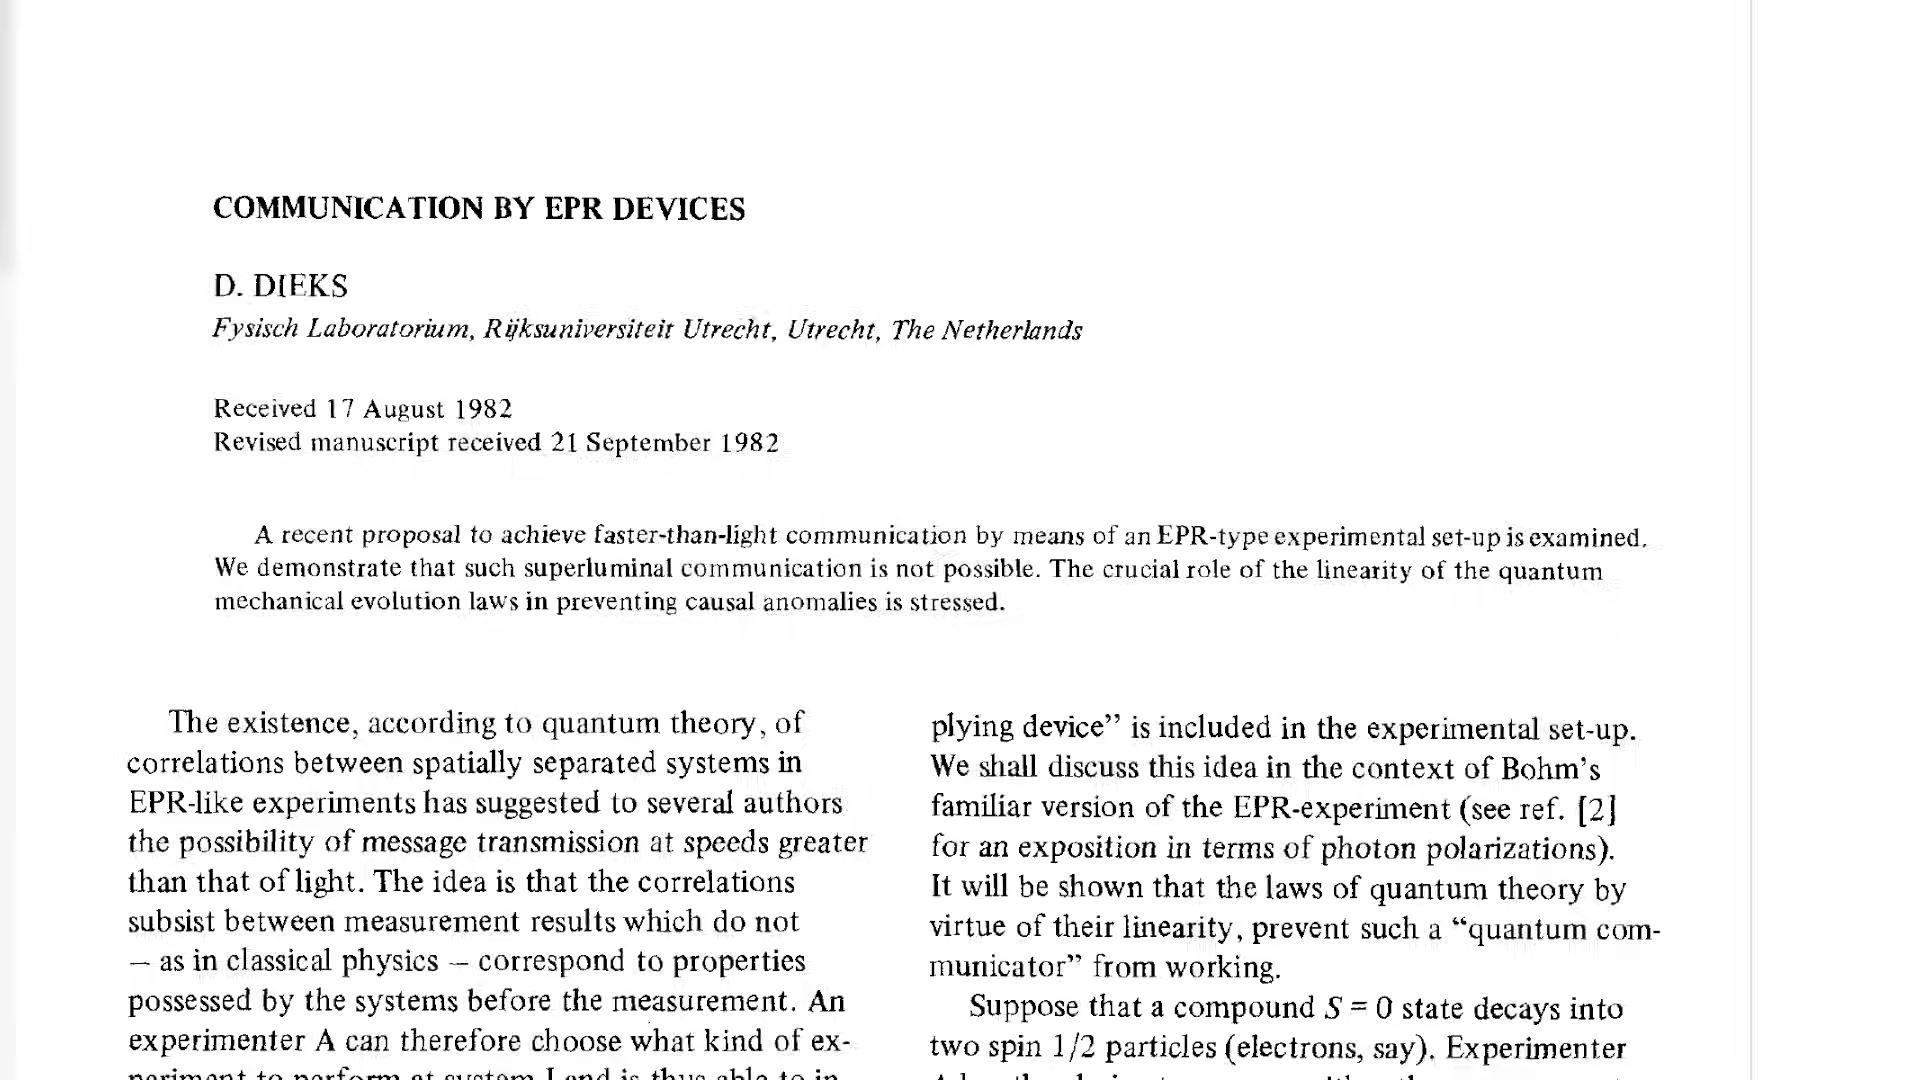 COMMUNICATION BY EPR DEVICES
D. DIEKS
Fysisch Laboratorium, Rijksuniversiteit Utrecht, Utrecht, The Netherlands
Received 17 August 1982
Revised manuscript received 21 September 1982
A recent proposal to achieve faster-than-light communication by means of an EPR-type experimental set-up is examined.
We demonstrate that such superluminal communication is not possible. The crucial role of the linearity of the quantum
mechanical evolution laws in preventing causal anomalies is stressed.
The existence, according to quantum theory, of
correlations between spatially separated systems in
EPR-like experiments has suggested to several authors
the possibility of message transmission at speeds greater
than that of light. The idea is that the correlations
subsist between measurement results which do not
– as in classical physics – correspond to properties
possessed by the systems before the measurement. An
experimenter A can therefore choose what kind of ex-
periment to perform at system I and is thus able to in-
plying device” is included in the experimental set-up.
We shall discuss this idea in the context of Bohm’s
familiar version of the EPR-experiment (see ref. [2]
for an exposition in terms of photon polarizations).
It will be shown that the laws of quantum theory by
virtue of their linearity, prevent such a “quantum com-
municator” from working.
Suppose that a compound S = 0 state decays into
two spin 1/2 particles (electrons, say). Experimenter